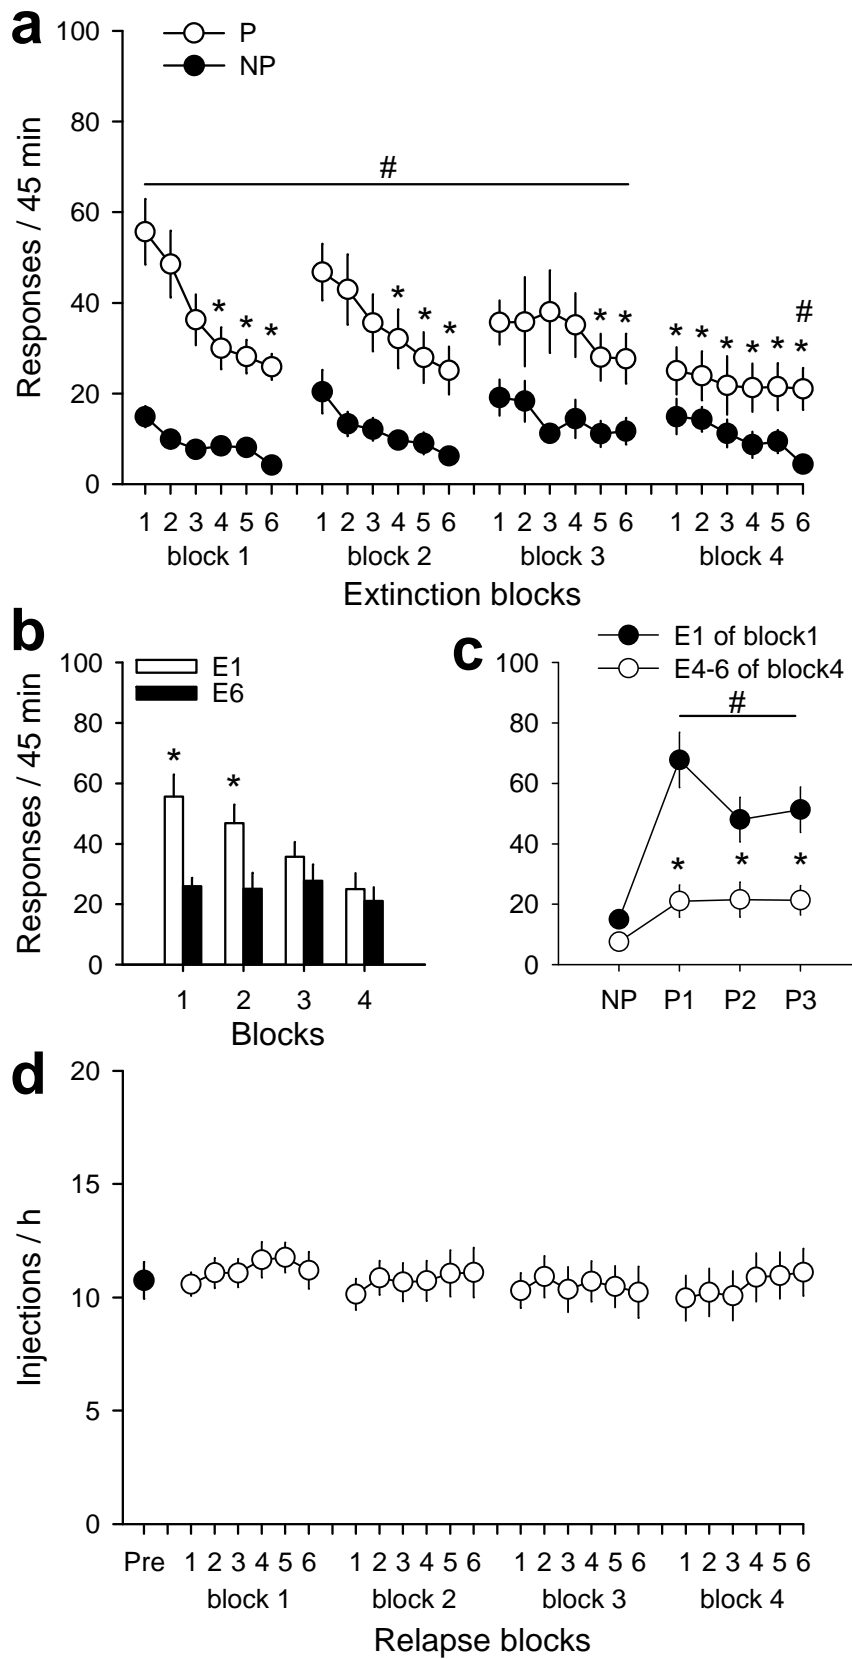 a
P
NP
100
80
60
40
20
0
Responses / 45 min
#
* * *
* * *
* *
* * * * * *
#
1 2 3 4 5 6 1 2 3 4 5 6 1 2 3 4 5 6 1 2 3 4 5 6
block 1 block 2 block 3 block 4
Extinction blocks
b
E1
E6
100
80
60
40
20
0
Responses / 45 min
*
*
1 2 3 4
Blocks
c
E1 of block1
E4-6 of block4
100
80
60
40
20
0
#
* * *
NP P1 P2 P3
d
20
15
10
5
0
Injections / h
Pre 1 2 3 4 5 6 1 2 3 4 5 6 1 2 3 4 5 6 1 2 3 4 5 6
block 1 block 2 block 3 block 4
Relapse blocks